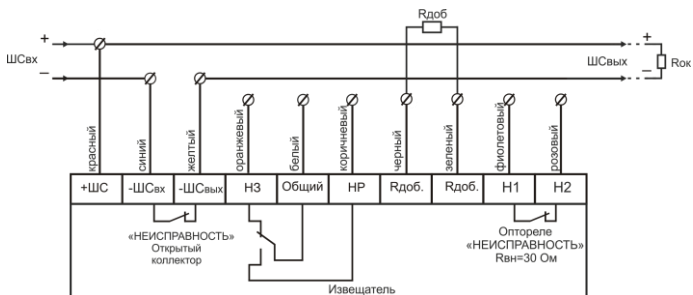 Rдоб
+
+
ШСвх
ШСвых
Rок
–
–
красный
синий
желтый
оранжевый
белый
коричневый
черный
зеленый
фиолетовый
розовый
+ШС
-ШСвх
-ШСвых
НЗ
Общий
НР
Rдоб.
Rдоб.
Н1
Н2
«НЕИСПРАВНОСТЬ»
Открытый
коллектор
Оптореле
«НЕИСПРАВНОСТЬ»
Rвн=30 Ом
Извещатель